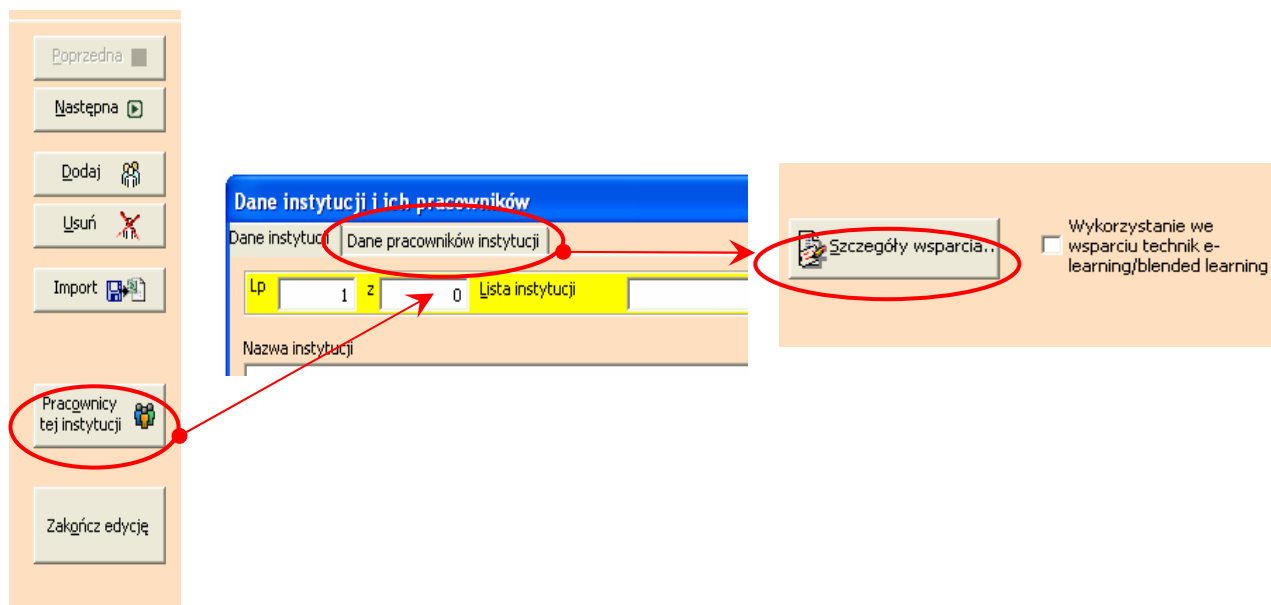 Poprzedna
Następna
Dodaj
Usuń
Import
Pracownicy
tej instytucji
Zakończ edycję
Dane instytucji i ich pracowników
Dane instytucji
Dane pracowników instytucji
Lp 1 z 0 Lista instytucji
Nazwa instytucji
Szczegóły wsparcia..
Wykorzystanie we
wsparciu technik e-
learning/blended learning